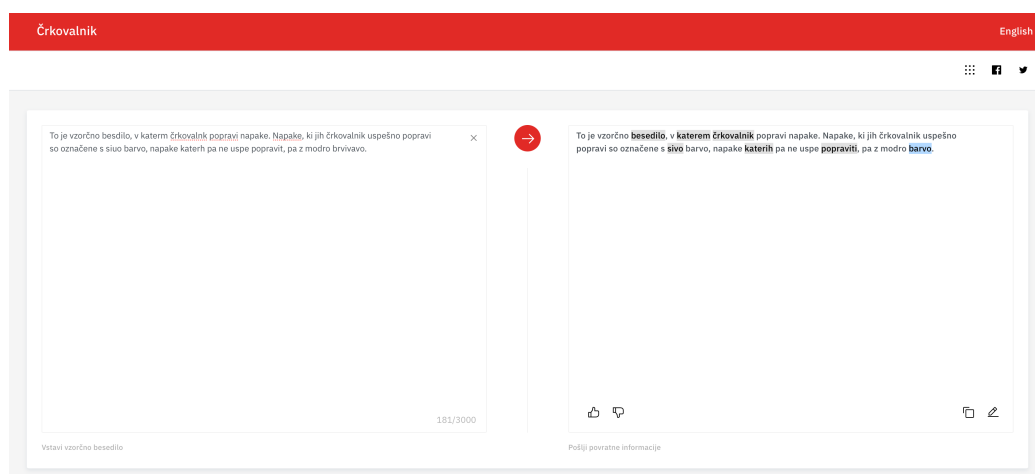 Črkovalnik
English
To je vzorčno besdilo, v katerm črkovalnk popravi napake. Napake, ki jih črkovalnik uspešno popravi
so označene s siuo barvo, napake katerh pa ne uspe popravit, pa z modro brvivavo.
181/3000
Vstavi vzorčno besedilo
To je vzorčno besedilo, v katerem črkovalnik popravi napake. Napake, ki jih črkovalnik uspešno
popravi so označene s sivo barvo, napake katerih pa ne uspe popraviti, pa z modro barvo.
Pošlji povratne informacije